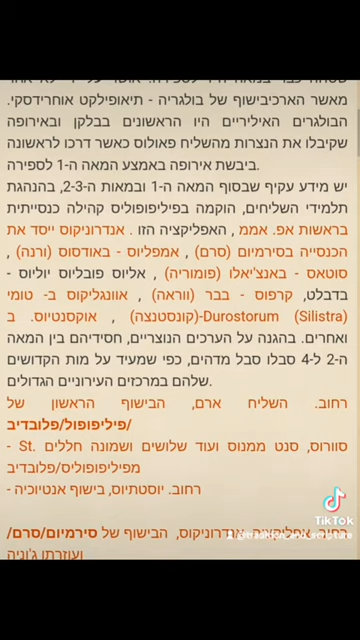 מאשר הארכיבישוף של בולגריה - תיאופילקט אוחרידסקי.
הבולגרים האיליריים היו הראשונים בבלקן ובאירופה
שקיבלו את הנצרות מהשליח פאולוס כאשר דרכו לראשונה
ביבשת אירופה באמצע המאה ה-1 לספירה.
יש מידע עקיף שבסוף המאה ה-1 ובמאות ה-2-3, בהנהגת
תלמידי השליחים, הוקמה בפיליפופוליס קהילה כנסייתית
בראשות אפ. אממ , האפליקציה הזו . אנדרוניקוס ייסד את
הכנסייה בסירמיום (סרם) , אמפליוס - באודסוס (ורנה) ,
סוטאס - באנצ'יאלו (פומוריה) , אליוס פובליוס יוליוס -
בדבלט, קרפוס - בבר (ווראה) , אוונגליקוס ב- טומי
(קונסטנצה) , אוקסנטיוס. ב-Durostorum (Silistra)
ואחרים. בהגנה על הערכים הנוצריים, חסידיהם בין המאה
ה-2 ל-4 סבלו סבל מדהים, כפי שמעיד על מות הקדושים
שלהם במרכזים העירוניים הגדולים.
רחוב. השליח ארם, הבישוף הראשון של
פיליפופול/פלובדיב/
- St. סוורוס, סנט ממנוס ועוד שלושים ושמונה חללים
מפיליפופוליס/פלובדיב
- רחוב. יוסטתיוס, בישוף אנטיוכיה
אנדרוניקוס, הבישוף של סירמיום/סרם/
ועוזרתו ג'וניה
TikTok